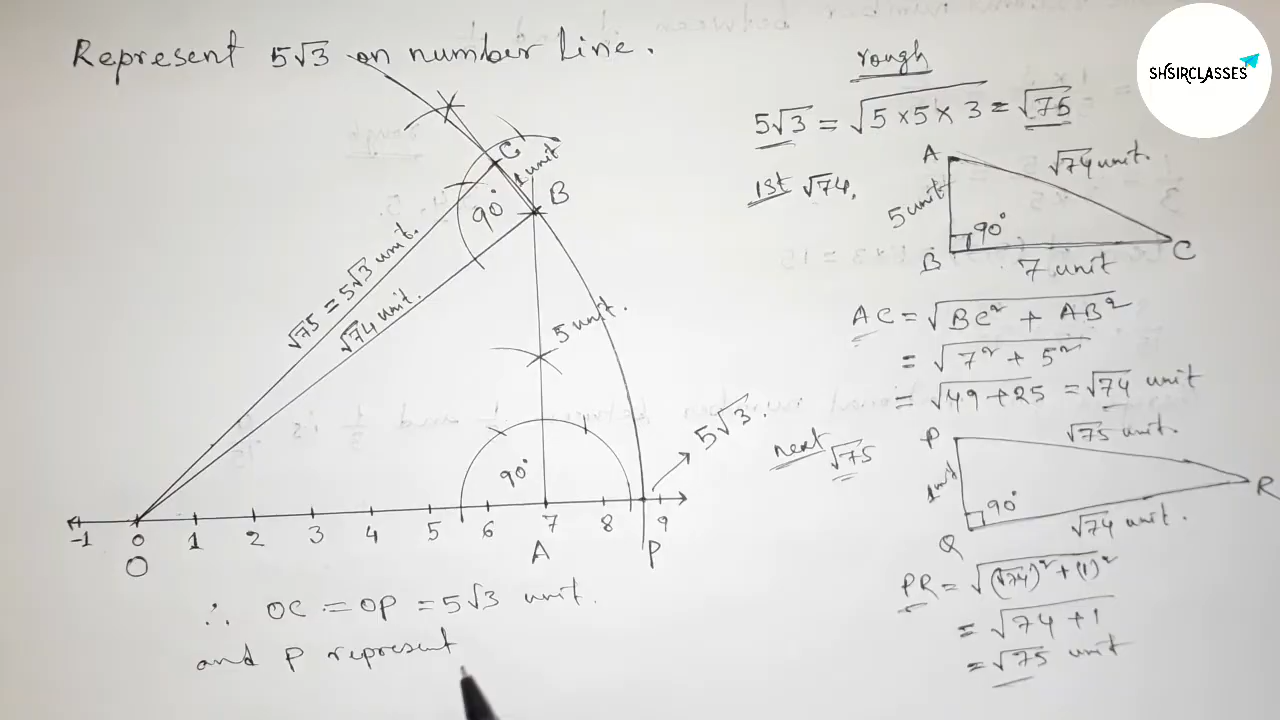 Represent 5√3 on number line.
C
1 unit
B
90°
√75 = 5√3 unit.
√74 unit.
5 unit.
90°
5√3.
-1 0 1 2 3 4 5 6 7 8 9
O A P
∴ OC = OP = 5√3 unit.
and P represent
SHSIRCLASSES
rough
5√3 = √5×5×3 = √75
1st √74,
A
√74 unit.
5 unit
90°
B
7 unit
C
AC = √BC² + AB²
= √7² + 5²
= √49+25 = √74 unit
next √75
P
√75 unit.
1 unit
90°
R
Q
√74 unit.
PR = √(√74)² + (1)²
= √74 + 1
= √75 unit